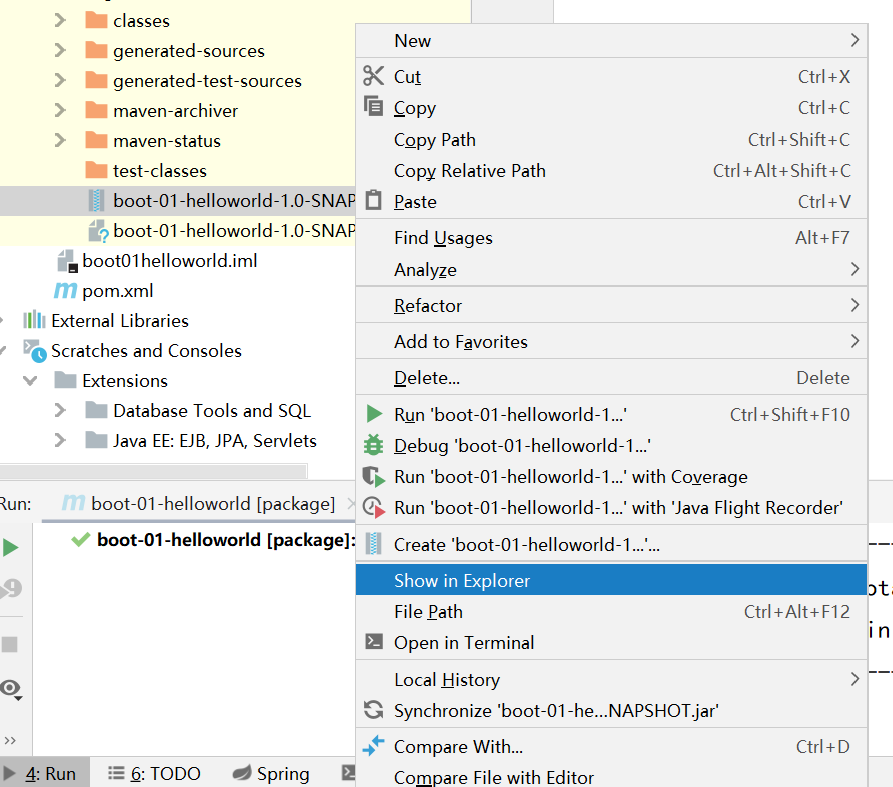 classes
generated-sources
generated-test-sources
maven-archiver
maven-status
test-classes
boot-01-helloworld-1.0-SNAP
boot-01-helloworld-1.0-SNAP
boot01helloworld.iml
pom.xml
External Libraries
Scratches and Consoles
Extensions
Database Tools and SQL
Java EE: EJB, JPA, Servlets
Run:
boot-01-helloworld [package]
boot-01-helloworld [package]:
4: Run
6: TODO
Spring
New
Cut Ctrl+X
Copy Ctrl+C
Copy Path Ctrl+Shift+C
Copy Relative Path Ctrl+Alt+Shift+C
Paste Ctrl+V
Find Usages Alt+F7
Analyze
Refactor
Add to Favorites
Delete... Delete
Run 'boot-01-helloworld-1...' Ctrl+Shift+F10
Debug 'boot-01-helloworld-1...'
Run 'boot-01-helloworld-1...' with Coverage
Run 'boot-01-helloworld-1...' with 'Java Flight Recorder'
Create 'boot-01-helloworld-1...'...
Show in Explorer
File Path Ctrl+Alt+F12
Open in Terminal
Local History
Synchronize 'boot-01-he...NAPSHOT.jar'
Compare With... Ctrl+D
Compare File with Editor